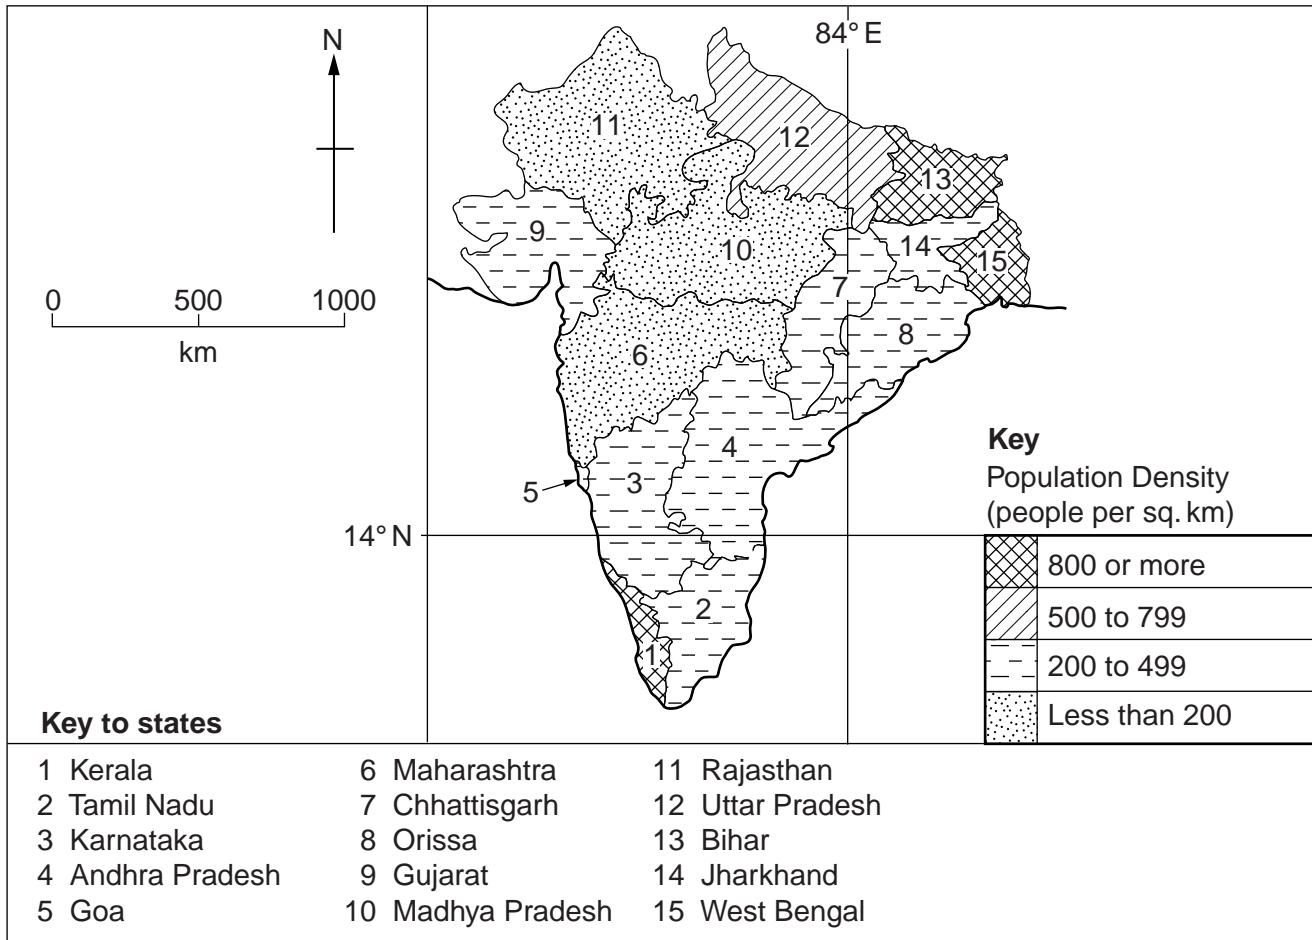 N
84° E
11
12
13
9
10
14
15
7
0 500 1000
km
6
8
4
3
5
14° N
2
1
Key
Population Density
(people per sq. km)
800 or more
500 to 799
200 to 499
Less than 200
Key to states
1 Kerala
2 Tamil Nadu
3 Karnataka
4 Andhra Pradesh
5 Goa
6 Maharashtra
7 Chhattisgarh
8 Orissa
9 Gujarat
10 Madhya Pradesh
11 Rajasthan
12 Uttar Pradesh
13 Bihar
14 Jharkhand
15 West Bengal